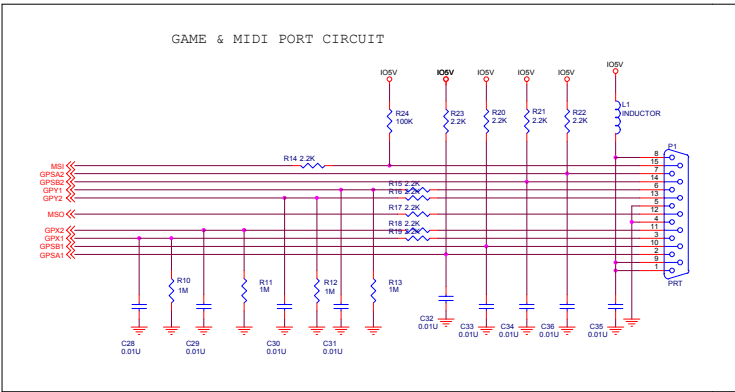 GAME & MIDI PORT CIRCUIT
IO5V IO5V IO5V IO5V IO5V IO5V
R24
100K
R23
2.2K
R20
2.2K
R21
2.2K
R22
2.2K
L1
INDUCTOR
P1
R14 2.2K
MSI
GPSA2
GPSB2
GPY1
GPY2
MSO
GPX2
GPX1
GPSB1
GPSA1
R15 2.2K
R16 2.2K
R17 2.2K
R18 2.2K
R19 2.2K
8
15
7
14
6
13
5
12
4
11
3
10
2
9
1
PRT
R10
1M
R11
1M
R12
1M
R13
1M
C28
0.01U
C29
0.01U
C30
0.01U
C31
0.01U
C32
0.01U
C33
0.01U
C34
0.01U
C36
0.01U
C35
0.01U